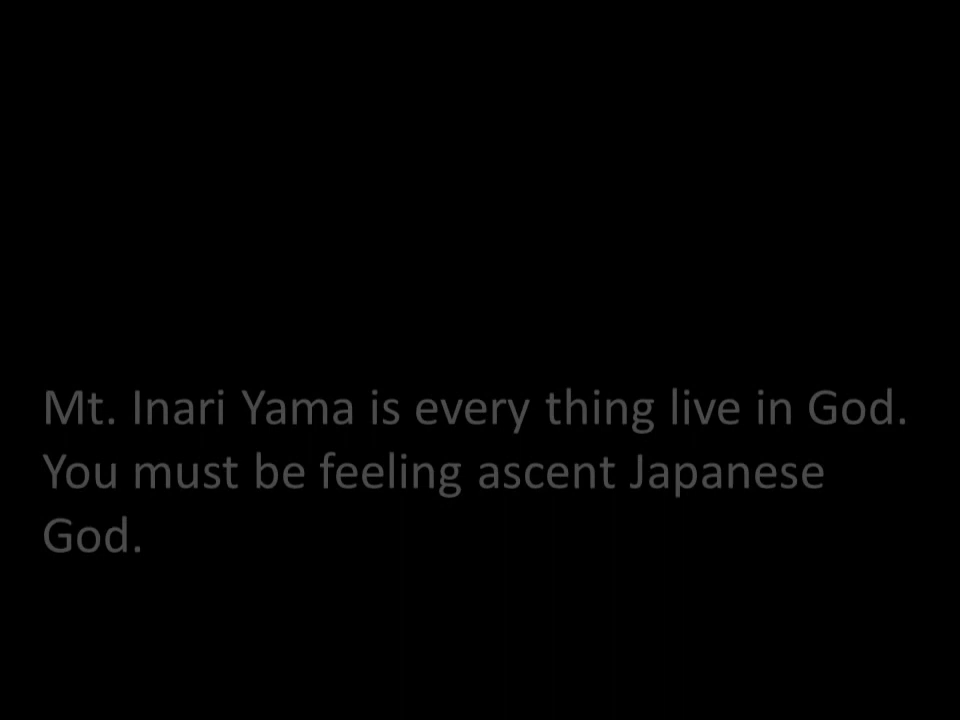 Mt. Inari Yama is every thing live in God.
You must be feeling ascent Japanese
God.